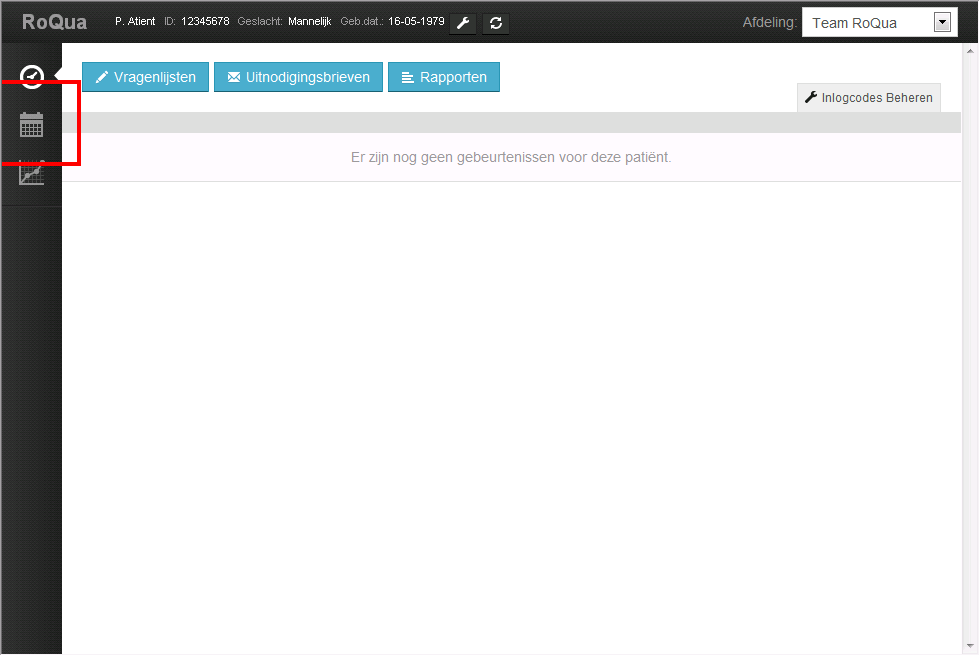 RoQua P. Atient ID: 12345678 Geslacht: Mannelijk Geb.dat.: 16-05-1979 Afdeling: Team RoQua
Vragenlijsten Uitnodigingsbrieven Rapporten
Inlogcodes Beheren
Er zijn nog geen gebeurtenissen voor deze patiënt.